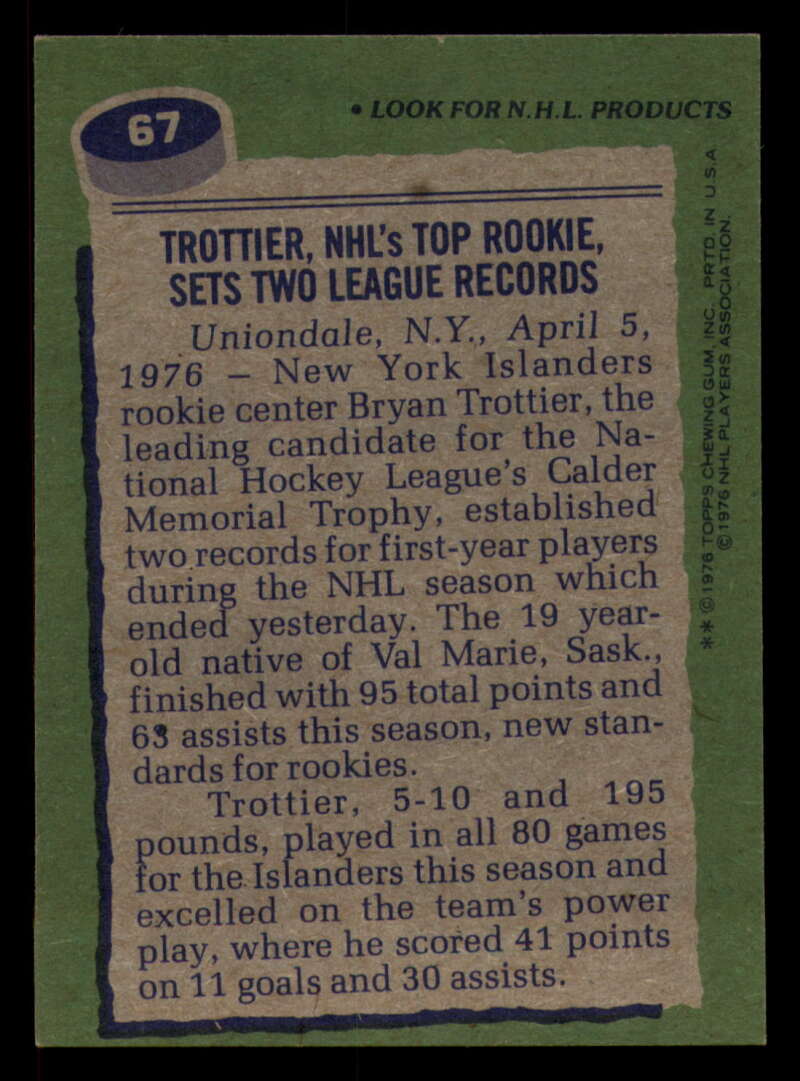 67
• LOOK FOR N.H.L. PRODUCTS
TROTTIER, NHL's TOP ROOKIE,
SETS TWO LEAGUE RECORDS
Uniondale, N.Y., April 5,
1976 – New York Islanders
rookie center Bryan Trottier, the
leading candidate for the Na-
tional Hockey League's Calder
Memorial Trophy, established
two records for first-year players
during the NHL season which
ended yesterday. The 19 year-
old native of Val Marie, Sask.,
finished with 95 total points and
63 assists this season, new stan-
dards for rookies.
Trottier, 5-10 and 195
pounds, played in all 80 games
for the Islanders this season and
excelled on the team's power
play, where he scored 41 points
on 11 goals and 30 assists.
** © 1976 TOPPS CHEWING GUM, INC. PRTD. IN U.S.A
© 1976 NHL PLAYERS ASSOCIATION.